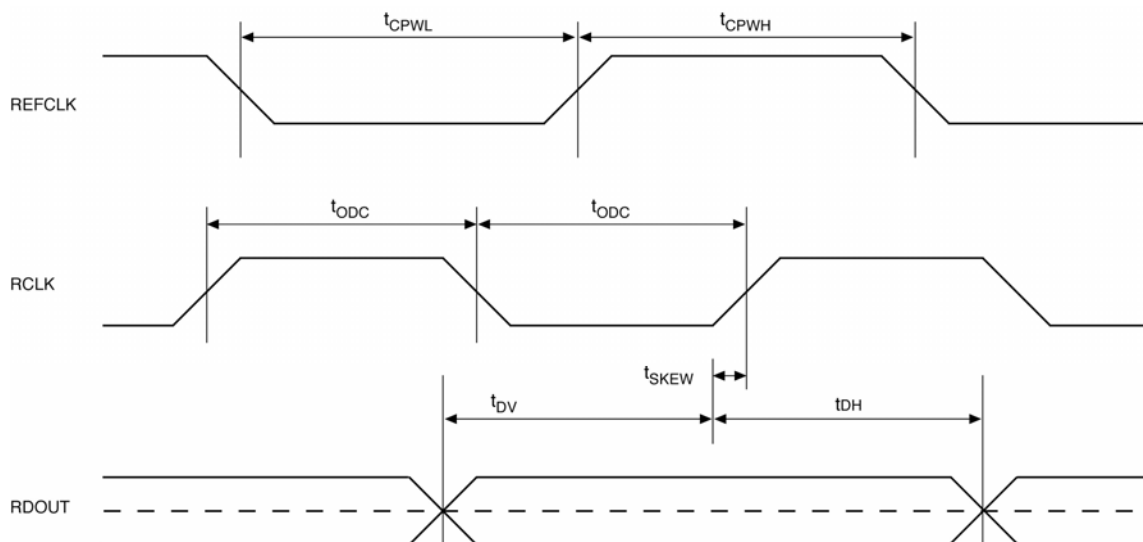 tCPWL
tCPWH
REFCLK
tODC
tODC
RCLK
tSKEW
tDV
tDH
RDOUT